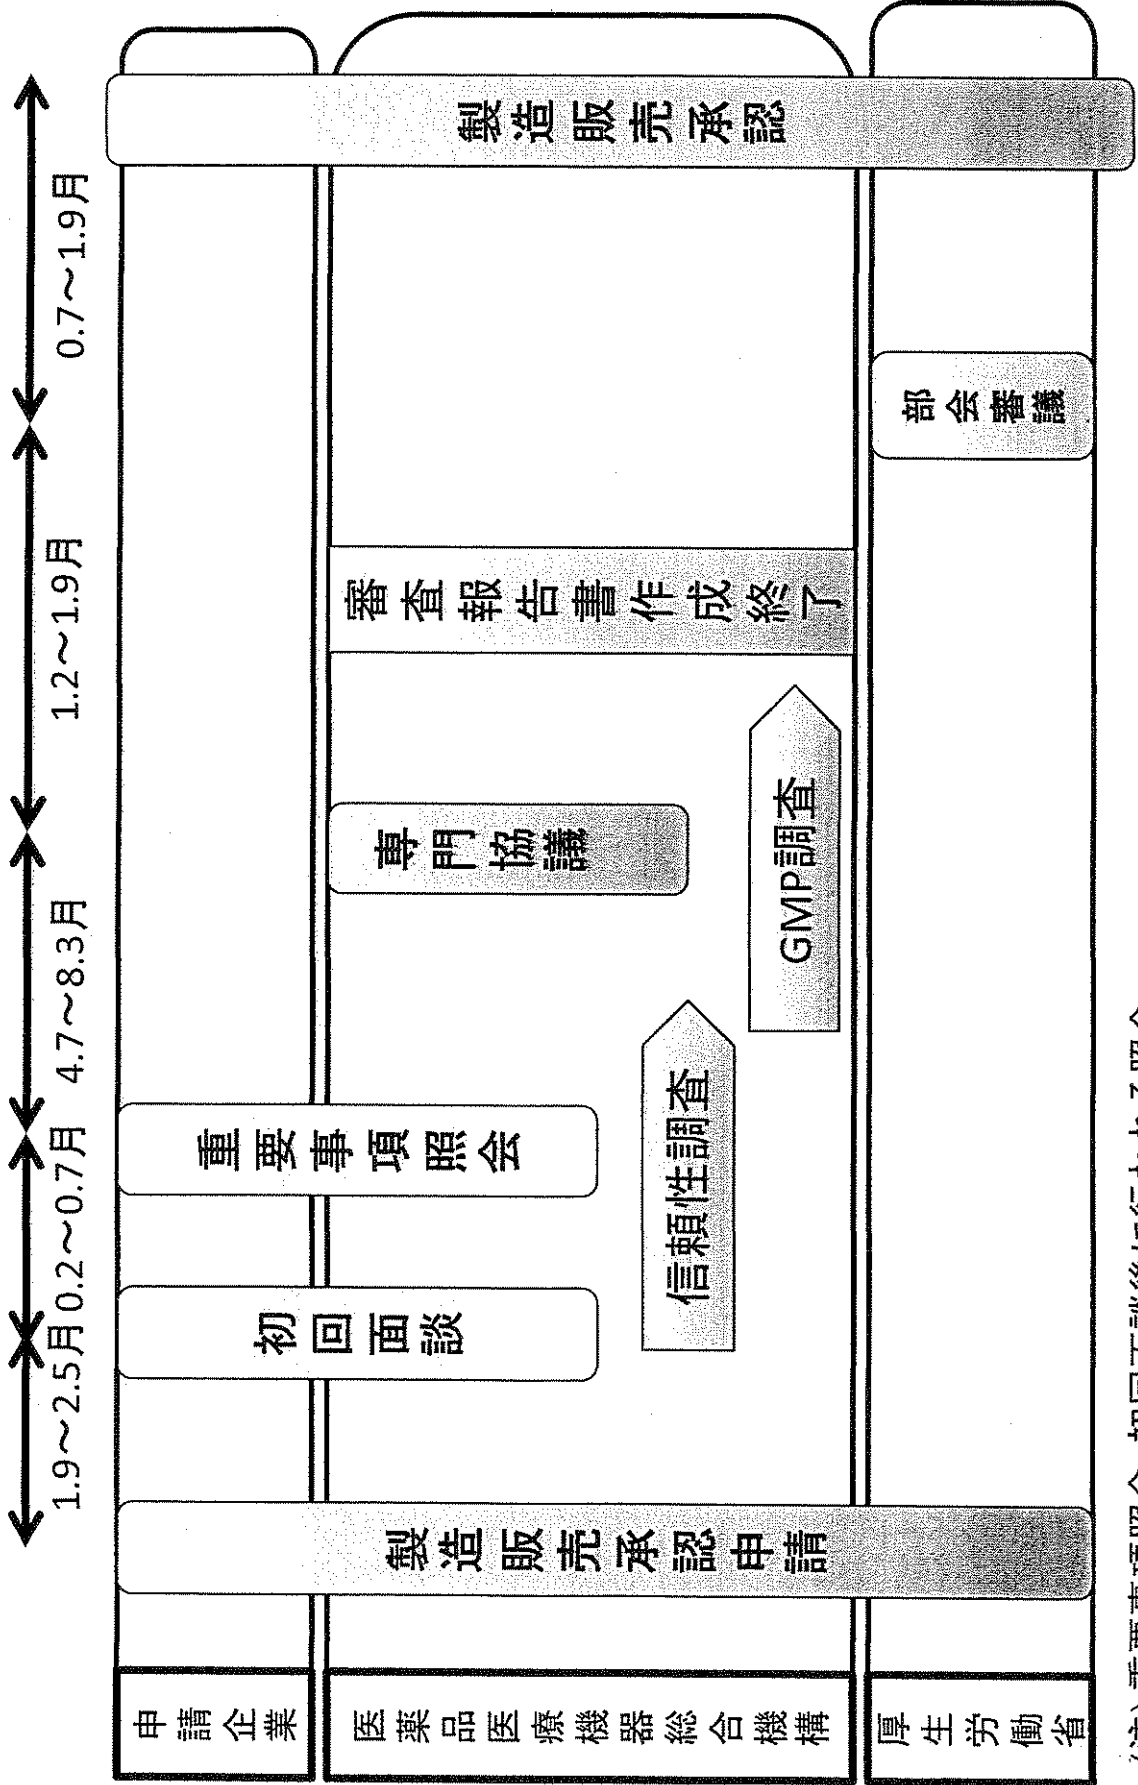 1.9～2.5月
0.2～0.7月
4.7～8.3月
1.2～1.9月
0.7～1.9月
申請企業
医薬品医療機器総合機構
厚生労働省
製造販売承認申請
初回面談
重要事項照会
信頼性調査
専門協議
GMP調査
審査報告書作成終了
部会審議
製造販売承認